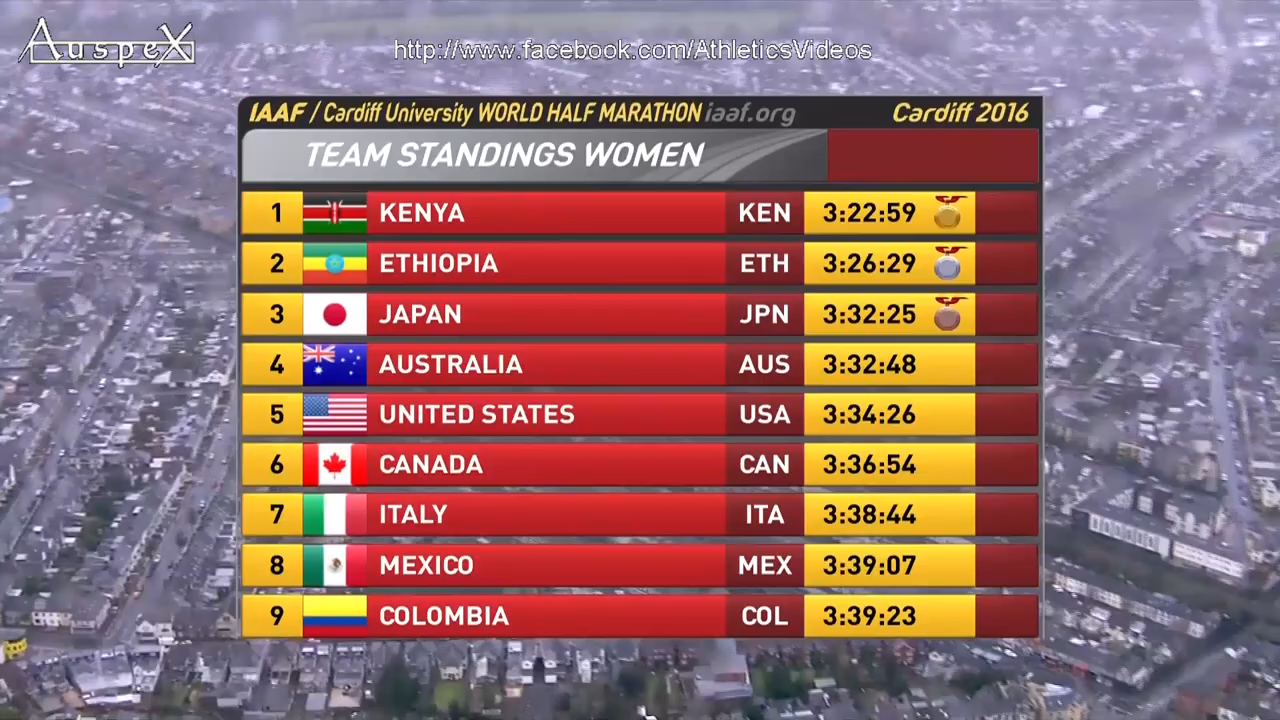 AuspeX
http://www.facebook.com/AthleticsVideos
IAAF / Cardiff University WORLD HALF MARATHON iaaf.org Cardiff 2016
TEAM STANDINGS WOMEN
1 KENYA KEN 3:22:59
2 ETHIOPIA ETH 3:26:29
3 JAPAN JPN 3:32:25
4 AUSTRALIA AUS 3:32:48
5 UNITED STATES USA 3:34:26
6 CANADA CAN 3:36:54
7 ITALY ITA 3:38:44
8 MEXICO MEX 3:39:07
9 COLOMBIA COL 3:39:23